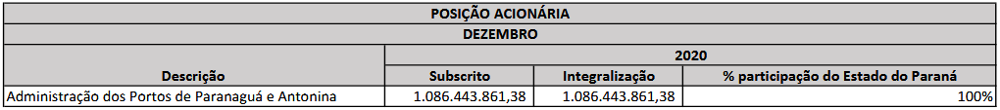 POSIÇÃO ACIONÁRIA
DEZEMBRO
2020
Descrição Subscrito Integralização % participação do Estado do Paraná
Administração dos Portos de Paranaguá e Antonina 1.086.443.861,38 1.086.443.861,38 100%